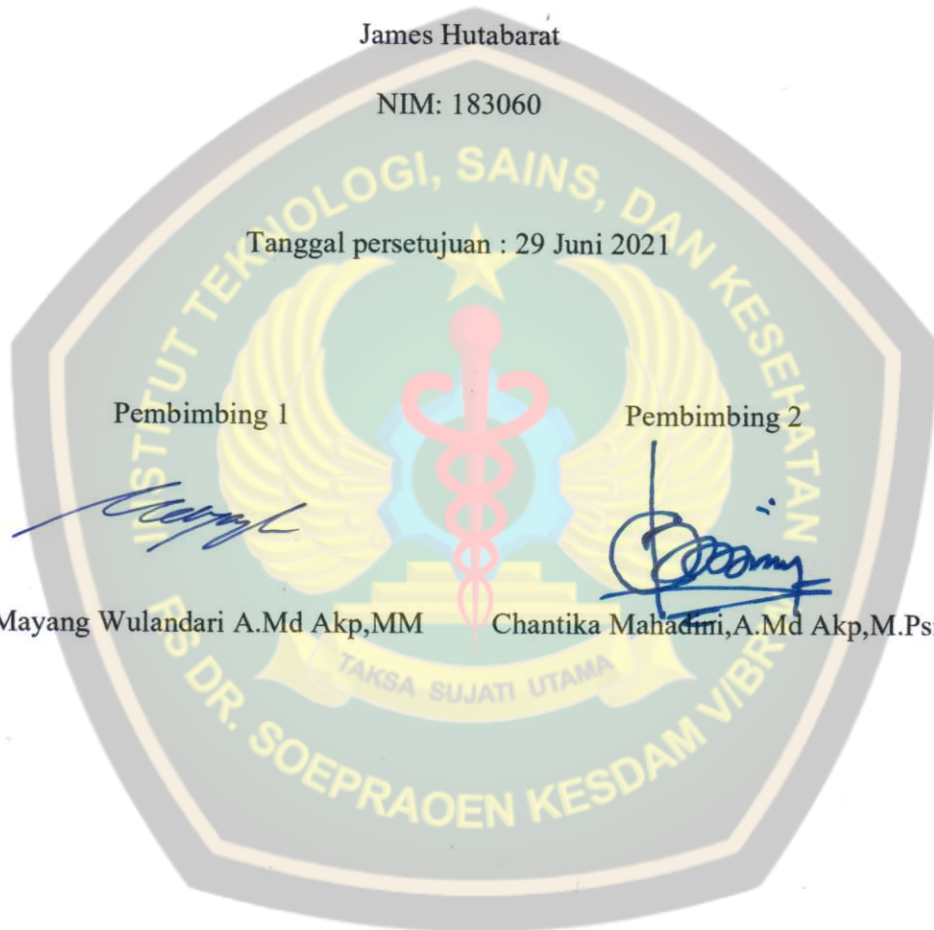 James Hutabarat
NIM: 183060
INSTITUT TEKNOLOGI, SAINS, DAN KESEHATAN
Tanggal persetujuan : 29 Juni 2021
Pembimbing 1 Pembimbing 2
Mayang Wulandari A.Md Akp,MM Chantika Mahadini,A.Md Akp,M.Ps
TAKSA SUJATI UTAMA
RS DR. SOEPRAOEN KESDAM V/BRW